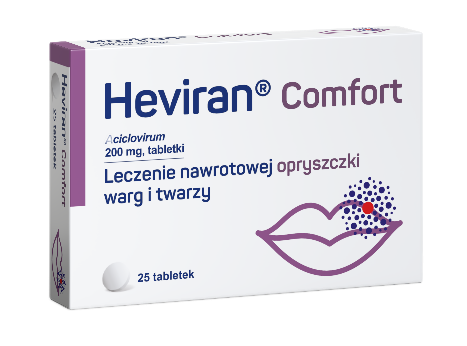 Heviran® Comfort
Aciclovirum
200 mg, tabletki
Leczenie nawrotowej opryszczki
warg i twarzy
25 tabletek
Heviran® Comfort
25 tabletek